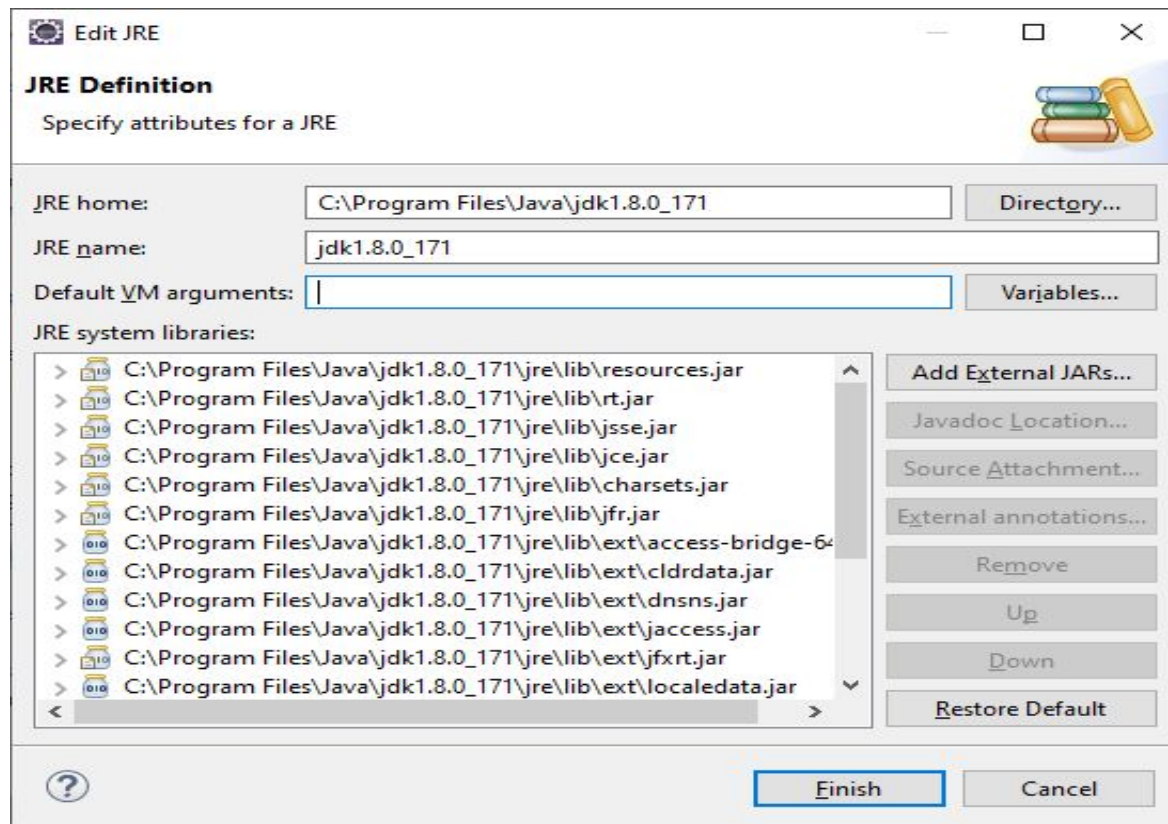 Edit JRE
JRE Definition
Specify attributes for a JRE
JRE home: C:\Program Files\Java\jdk1.8.0_171 Directory...
JRE name: jdk1.8.0_171
Default VM arguments: Variables...
JRE system libraries:
C:\Program Files\Java\jdk1.8.0_171\jre\lib\resources.jar
C:\Program Files\Java\jdk1.8.0_171\jre\lib\rt.jar
C:\Program Files\Java\jdk1.8.0_171\jre\lib\jsse.jar
C:\Program Files\Java\jdk1.8.0_171\jre\lib\jce.jar
C:\Program Files\Java\jdk1.8.0_171\jre\lib\charsets.jar
C:\Program Files\Java\jdk1.8.0_171\jre\lib\jfr.jar
C:\Program Files\Java\jdk1.8.0_171\jre\lib\ext\access-bridge-64
C:\Program Files\Java\jdk1.8.0_171\jre\lib\ext\cldrdata.jar
C:\Program Files\Java\jdk1.8.0_171\jre\lib\ext\dnsns.jar
C:\Program Files\Java\jdk1.8.0_171\jre\lib\ext\jaccess.jar
C:\Program Files\Java\jdk1.8.0_171\jre\lib\ext\jfxrt.jar
C:\Program Files\Java\jdk1.8.0_171\jre\lib\ext\localedata.jar
Add External JARs...
Javadoc Location...
Source Attachment...
External annotations...
Remove
Up
Down
Restore Default
?
Finish Cancel